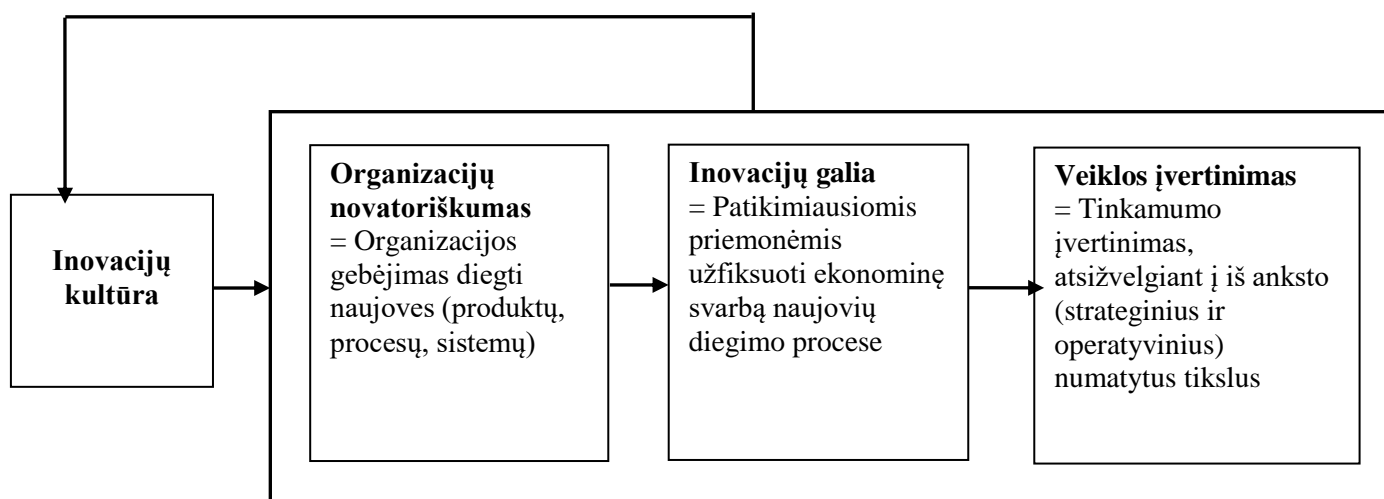 Inovacijų
kultūra
Organizacijų
novatoriškumas
= Organizacijos
gebėjimas diegti
naujoves (produktų,
procesų, sistemų)
Inovacijų galia
= Patikimiausiomis
priemonėmis
užfiksuoti ekonominę
svarbą naujovių
diegimo procese
Veiklos įvertinimas
= Tinkamumo
įvertinimas,
atsižvelgiant į iš anksto
(strateginius ir
operatyvinius)
numatytus tikslus